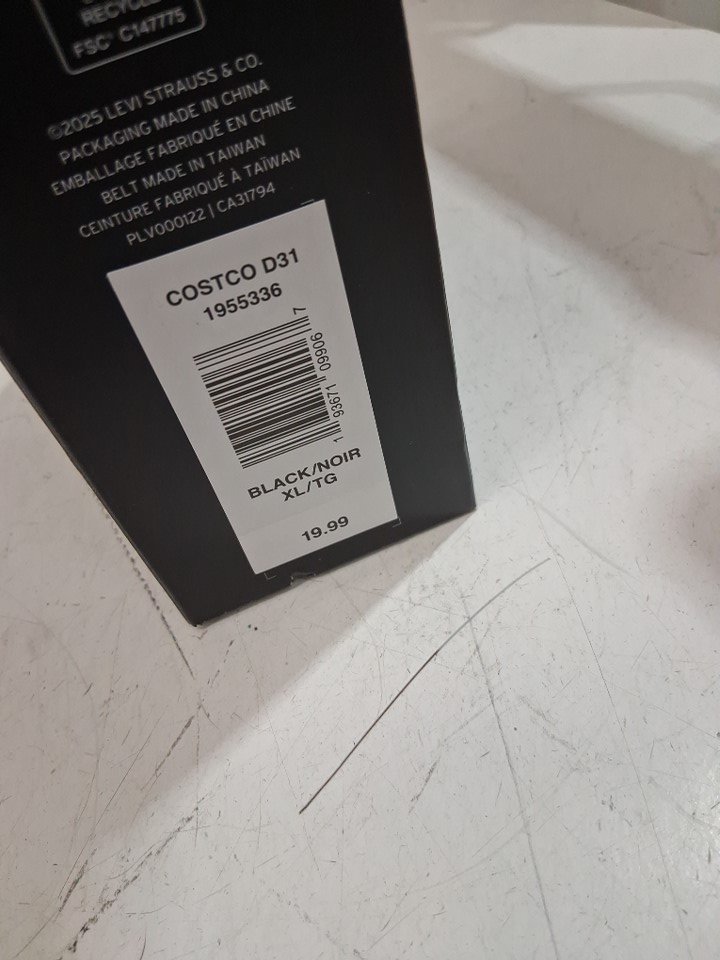 RECYCLED
FSC® C147775
©2025 LEVI STRAUSS & CO.
PACKAGING MADE IN CHINA
EMBALLAGE FABRIQUÉ EN CHINE
BELT MADE IN TAIWAN
CEINTURE FABRIQUÉ À TAÏWAN
PLV000122 | CA31794
COSTCO D31
1955336
1 93671 09906 7
BLACK/NOIR
XL/TG
19.99